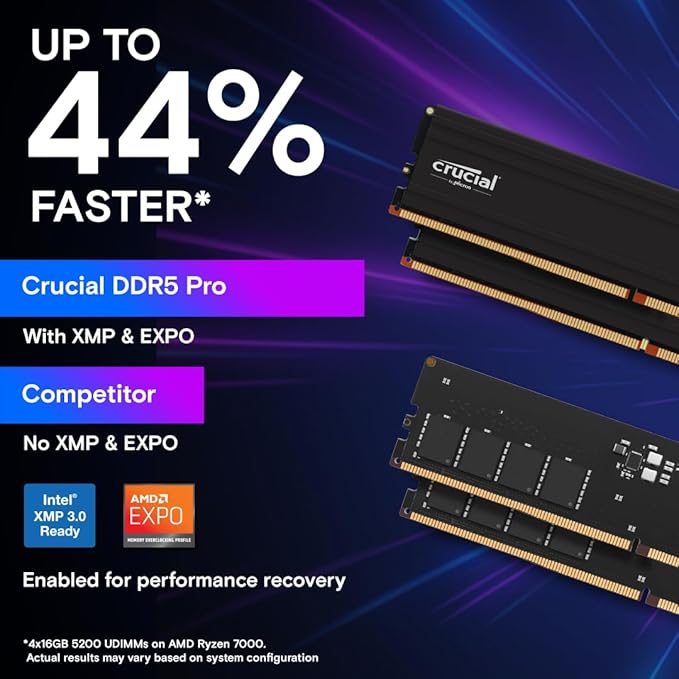 UP TO
44%
FASTER*
crucial
by micron
Crucial DDR5 Pro
With XMP & EXPO
Competitor
No XMP & EXPO
Intel®
XMP 3.0
Ready
AMD
EXPO
MEMORY OVERCLOCKING PROFILE
Enabled for performance recovery
*4x16GB 5200 UDIMMs on AMD Ryzen 7000.
Actual results may vary based on system configuration